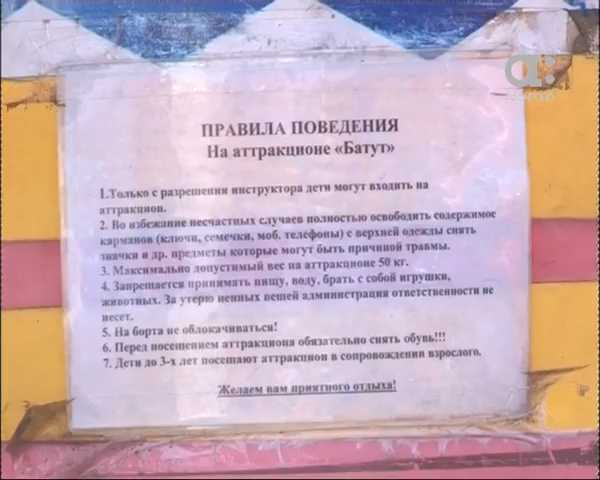 ПРАВИЛА ПОВЕДЕНИЯ
На аттракционе «Батут»
1.Только с разрешения инструктора дети могут входить на
аттракцион.
2. Во избежание несчастных случаев полностью освободить содержимое
карманов (ключи, семечки, моб. телефоны) с верхней одежды снять
значки и др. предметы которые могут быть причиной травмы.
3. Максимально допустимый вес на аттракционе 50 кг.
4. Запрещается принимать пищу, воду, брать с собой игрушки,
животных. За утерю ценных вещей администрация ответственности не
несет.
5. На борта не облокачиваться!
6. Перед посещением аттракциона обязательно снять обувь!!!
7. Дети до 3-х лет посещают аттракцион в сопровождении взрослого.
Желаем вам приятного отдыха!